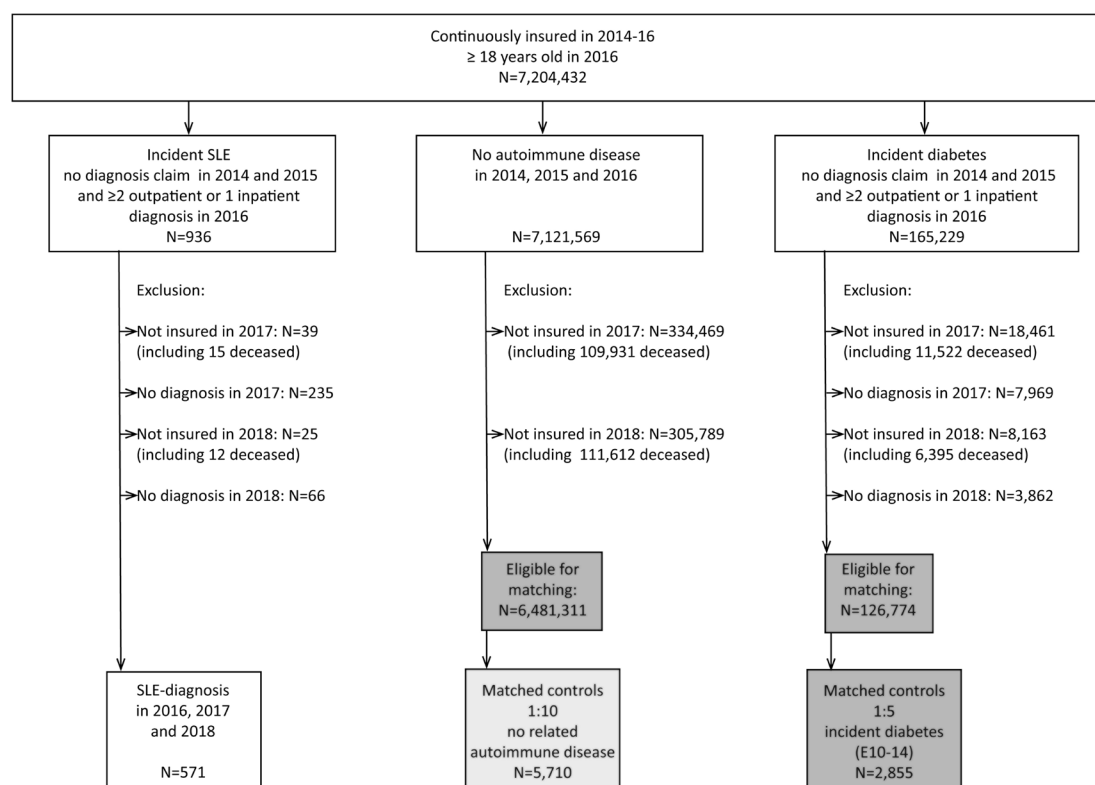 Continuously insured in 2014-16
≥ 18 years old in 2016
N=7,204,432
Incident SLE
no diagnosis claim in 2014 and 2015
and ≥2 outpatient or 1 inpatient
diagnosis in 2016
N=936
Exclusion:
Not insured in 2017: N=39
(including 15 deceased)
No diagnosis in 2017: N=235
Not insured in 2018: N=25
(including 12 deceased)
No diagnosis in 2018: N=66
SLE-diagnosis
in 2016, 2017
and 2018
N=571
No autoimmune disease
in 2014, 2015 and 2016
N=7,121,569
Exclusion:
Not insured in 2017: N=334,469
(including 109,931 deceased)
Not insured in 2018: N=305,789
(including 111,612 deceased)
Eligible for
matching:
N=6,481,311
Matched controls
1:10
no related
autoimmune disease
N=5,710
Incident diabetes
no diagnosis claim in 2014 and 2015
and ≥2 outpatient or 1 inpatient
diagnosis in 2016
N=165,229
Exclusion:
Not insured in 2017: N=18,461
(including 11,522 deceased)
No diagnosis in 2017: N=7,969
Not insured in 2018: N=8,163
(including 6,395 deceased)
No diagnosis in 2018: N=3,862
Eligible for
matching:
N=126,774
Matched controls
1:5
incident diabetes
(E10-14)
N=2,855